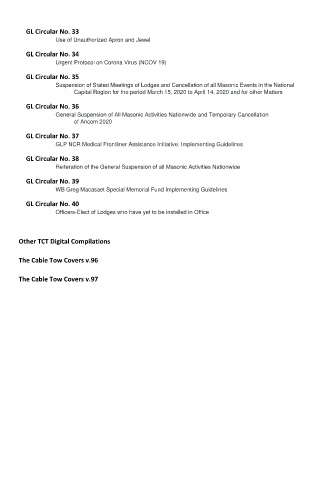 GL Circular No. 33
Use of Unauthorized Apron and Jewel
GL Circular No. 34
Urgent Protocol on Corona Virus (NCOV 19)
GL Circular No. 35
Suspension of Stated Meetings of Lodges and Cancellation of all Masonic Events in the National
Capital Region for the period March 15, 2020 to April 14, 2020 and for other Matters
GL Circular No. 36
General Suspension of All Masonic Activities Nationwide and Temporary Cancellation
of Ancom 2020
GL Circular No. 37
GLP NCR Medical Frontliner Assistance Initiative: Implementing Guidelines
GL Circular No. 38
Reiteration of the General Suspension of all Masonic Activities Nationwide
GL Circular No. 39
WB Greg Macasaet Special Memorial Fund Implementing Guidelines
GL Circular No. 40
Officers-Elect of Lodges who have yet to be installed in Office
Other TCT Digital Compilations
The Cable Tow Covers v.96
The Cable Tow Covers v.97